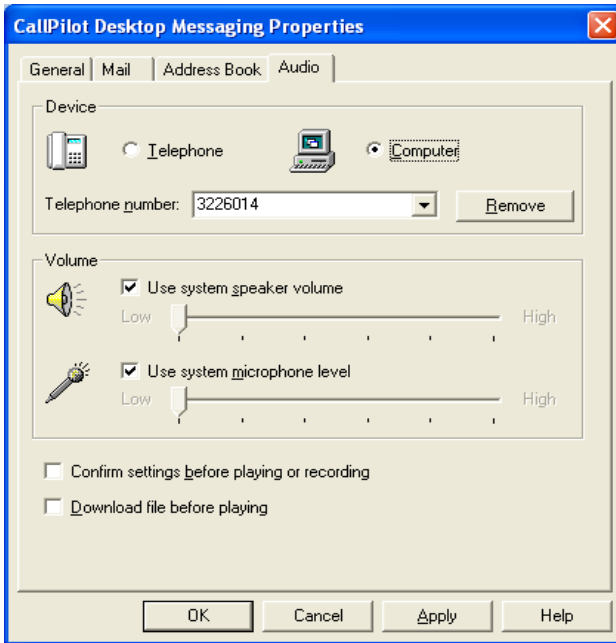 CallPilot Desktop Messaging Properties
General Mail Address Book Audio
Device
Telephone Computer
Telephone number: 3226014 Remove
Volume
Use system speaker volume
Low High
Use system microphone level
Low High
Confirm settings before playing or recording
Download file before playing
OK Cancel Apply Help